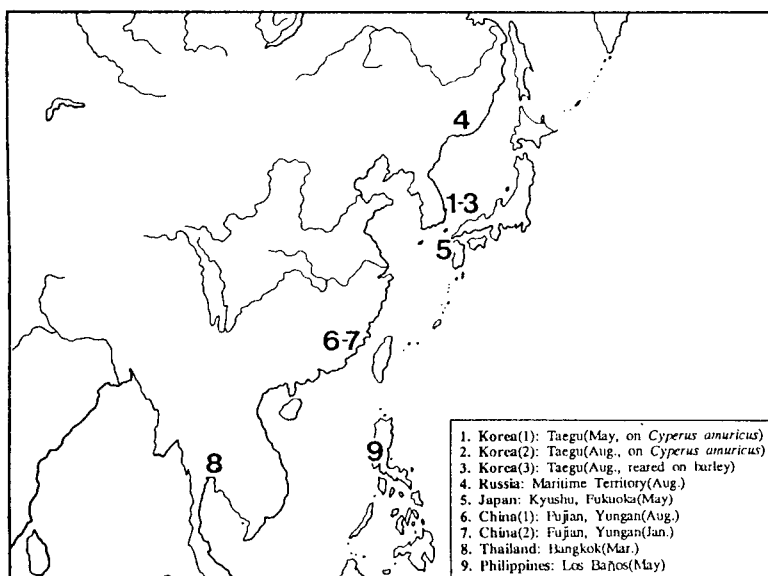 4
1-3
5
6-7
8
9
1. Korea(1): Taegu(May, on Cyperus amuricus)
2. Korea(2): Taegu(Aug., on Cyperus amuricus)
3. Korea(3): Taegu(Aug., reared on barley)
4. Russia: Maritime Territory(Aug.)
5. Japan: Kyushu, Fukuoka(May)
6. China(1): Fujian, Yungan(Aug.)
7. China(2): Fujian, Yungan(Jan.)
8. Thailand: Bangkok(Mar.)
9. Philippines: Los Baños(May)